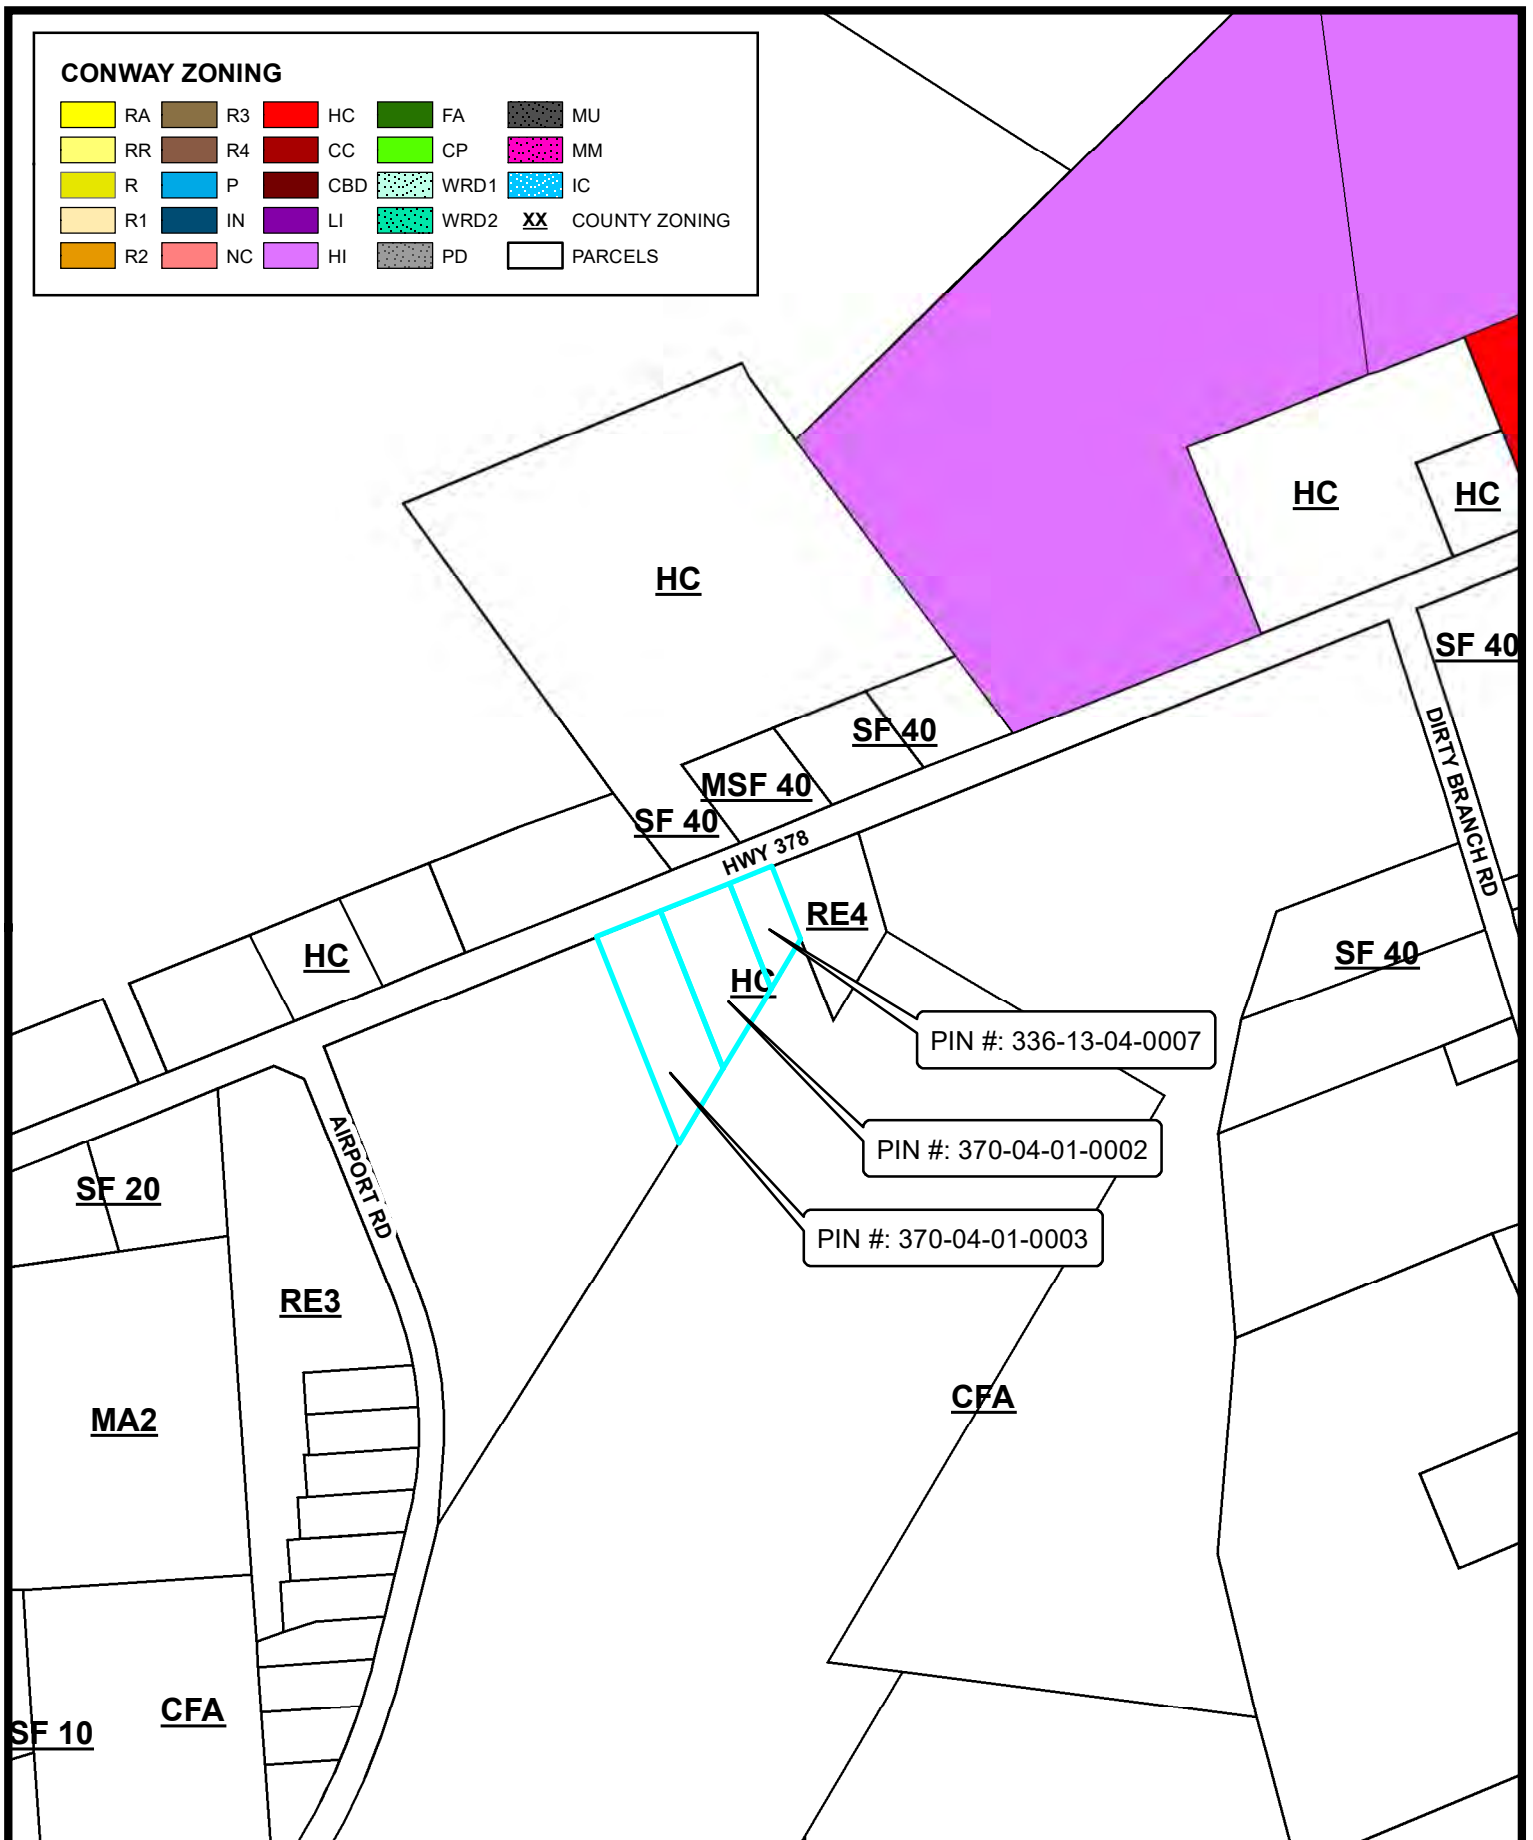 CONWAY ZONING
RA R3 HC FA MU
RR R4 CC CP MM
R P CBD WRD1 IC
R1 IN LI WRD2 XX COUNTY ZONING
R2 NC HI PD PARCELS
HC
HC
HC
SF 40
SF 40
MSF 40
SF 40
HWY 378
DIRTY BRANCH RD
RE4
SF 40
HC
HC
PIN #: 336-13-04-0007
PIN #: 370-04-01-0002
PIN #: 370-04-01-0003
AIRPORT RD
SF 20
RE3
CFA
MA2
CFA
SF 10